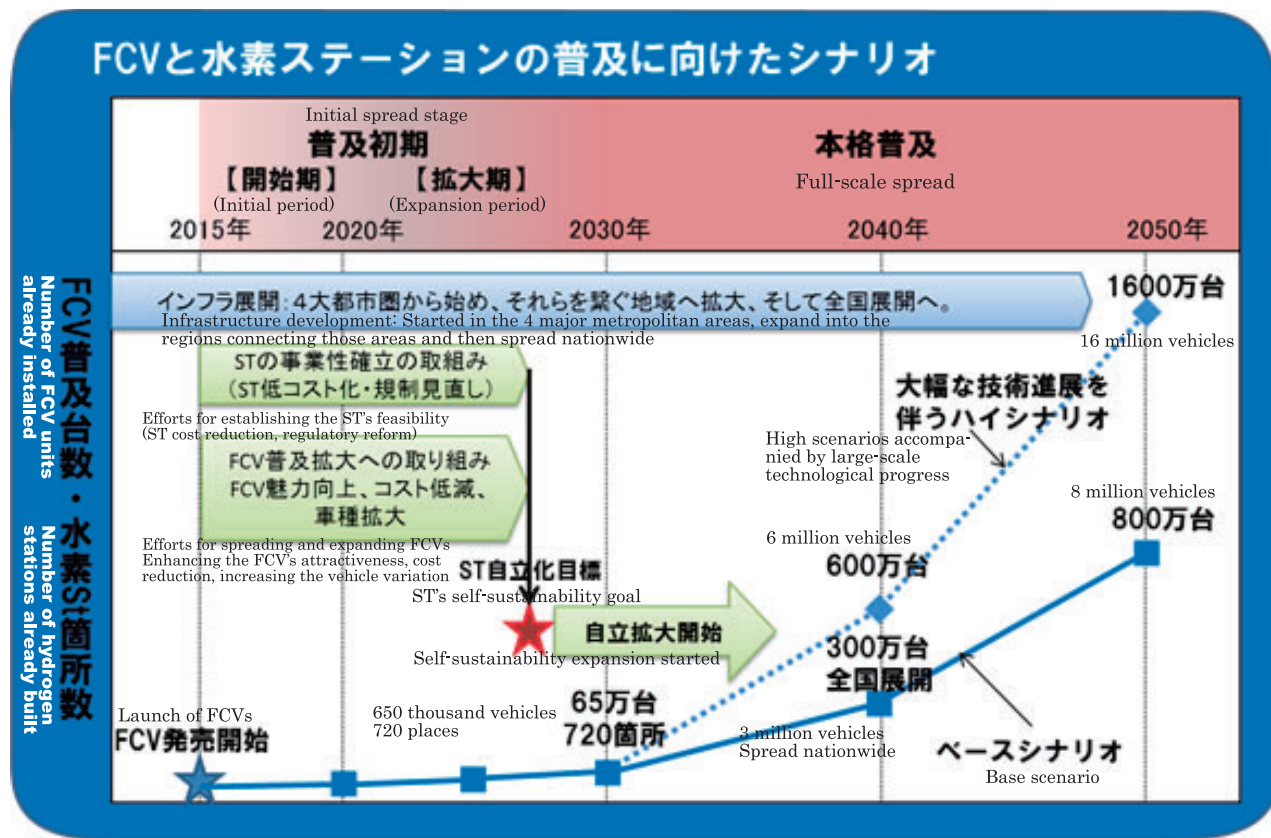 FCVと水素ステーションの普及に向けたシナリオ
Initial spread stage
普及初期
【開始期】
(Initial period)
【拡大期】
(Expansion period)
本格普及
Full-scale spread
2015年
2020年
2030年
2040年
2050年
Number of FCV units
already installed
Number of hydrogen
stations already built
FCV普及台数・水素St箇所数
インフラ展開:4大都市圏から始め、それらを繋ぐ地域へ拡大、そして全国展開へ。
Infrastructure development: Started in the 4 major metropolitan areas, expand into the
regions connecting those areas and then spread nationwide
STの事業性確立の取組み
(ST低コスト化・規制見直し)
Efforts for establishing the ST's feasibility
(ST cost reduction, regulatory reform)
FCV普及拡大への取り組み
FCV魅力向上、コスト低減、
車種拡大
Efforts for spreading and expanding FCVs
Enhancing the FCV's attractiveness, cost
reduction, increasing the vehicle variation
ST自立化目標
ST's self-sustainability goal
自立拡大開始
Self-sustainability expansion started
Launch of FCVs
FCV発売開始
650 thousand vehicles
720 places
65万台
720箇所
6 million vehicles
600万台
300万台
全国展開
3 million vehicles
Spread nationwide
1600万台
16 million vehicles
大幅な技術進展を
伴うハイシナリオ
High scenarios accompa-
nied by large-scale
technological progress
8 million vehicles
800万台
ベースシナリオ
Base scenario